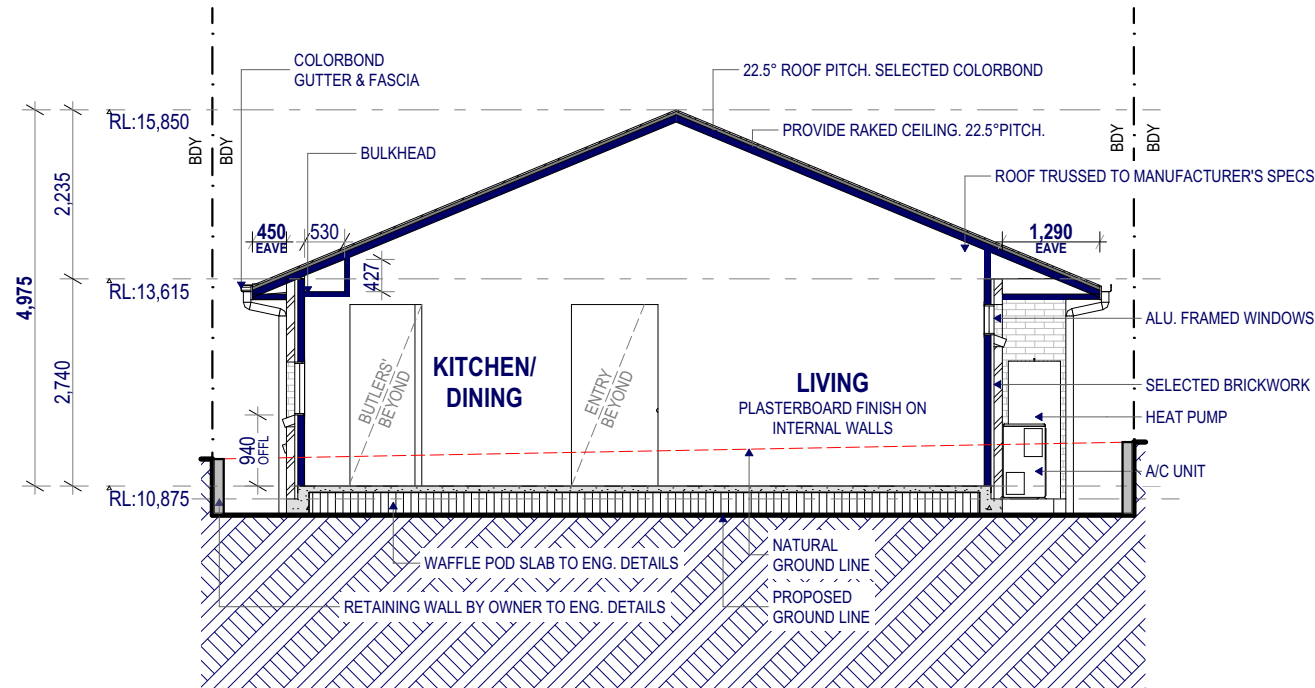 COLORBOND
GUTTER & FASCIA
22.5° ROOF PITCH. SELECTED COLORBOND
RL:15,850
PROVIDE RAKED CEILING. 22.5°PITCH.
BDY
BDY
BDY
BDY
BULKHEAD
ROOF TRUSSED TO MANUFACTURER'S SPECS
2,235
450
EAVE
530
1,290
EAVE
427
4,975
RL:13,615
ALU. FRAMED WINDOWS
2,740
KITCHEN/
DINING
BUTLERS'
BEYOND
ENTRY
BEYOND
LIVING
PLASTERBOARD FINISH ON
INTERNAL WALLS
SELECTED BRICKWORK
HEAT PUMP
940
OFFL
A/C UNIT
RL:10,875
WAFFLE POD SLAB TO ENG. DETAILS
NATURAL
GROUND LINE
RETAINING WALL BY OWNER TO ENG. DETAILS
PROPOSED
GROUND LINE